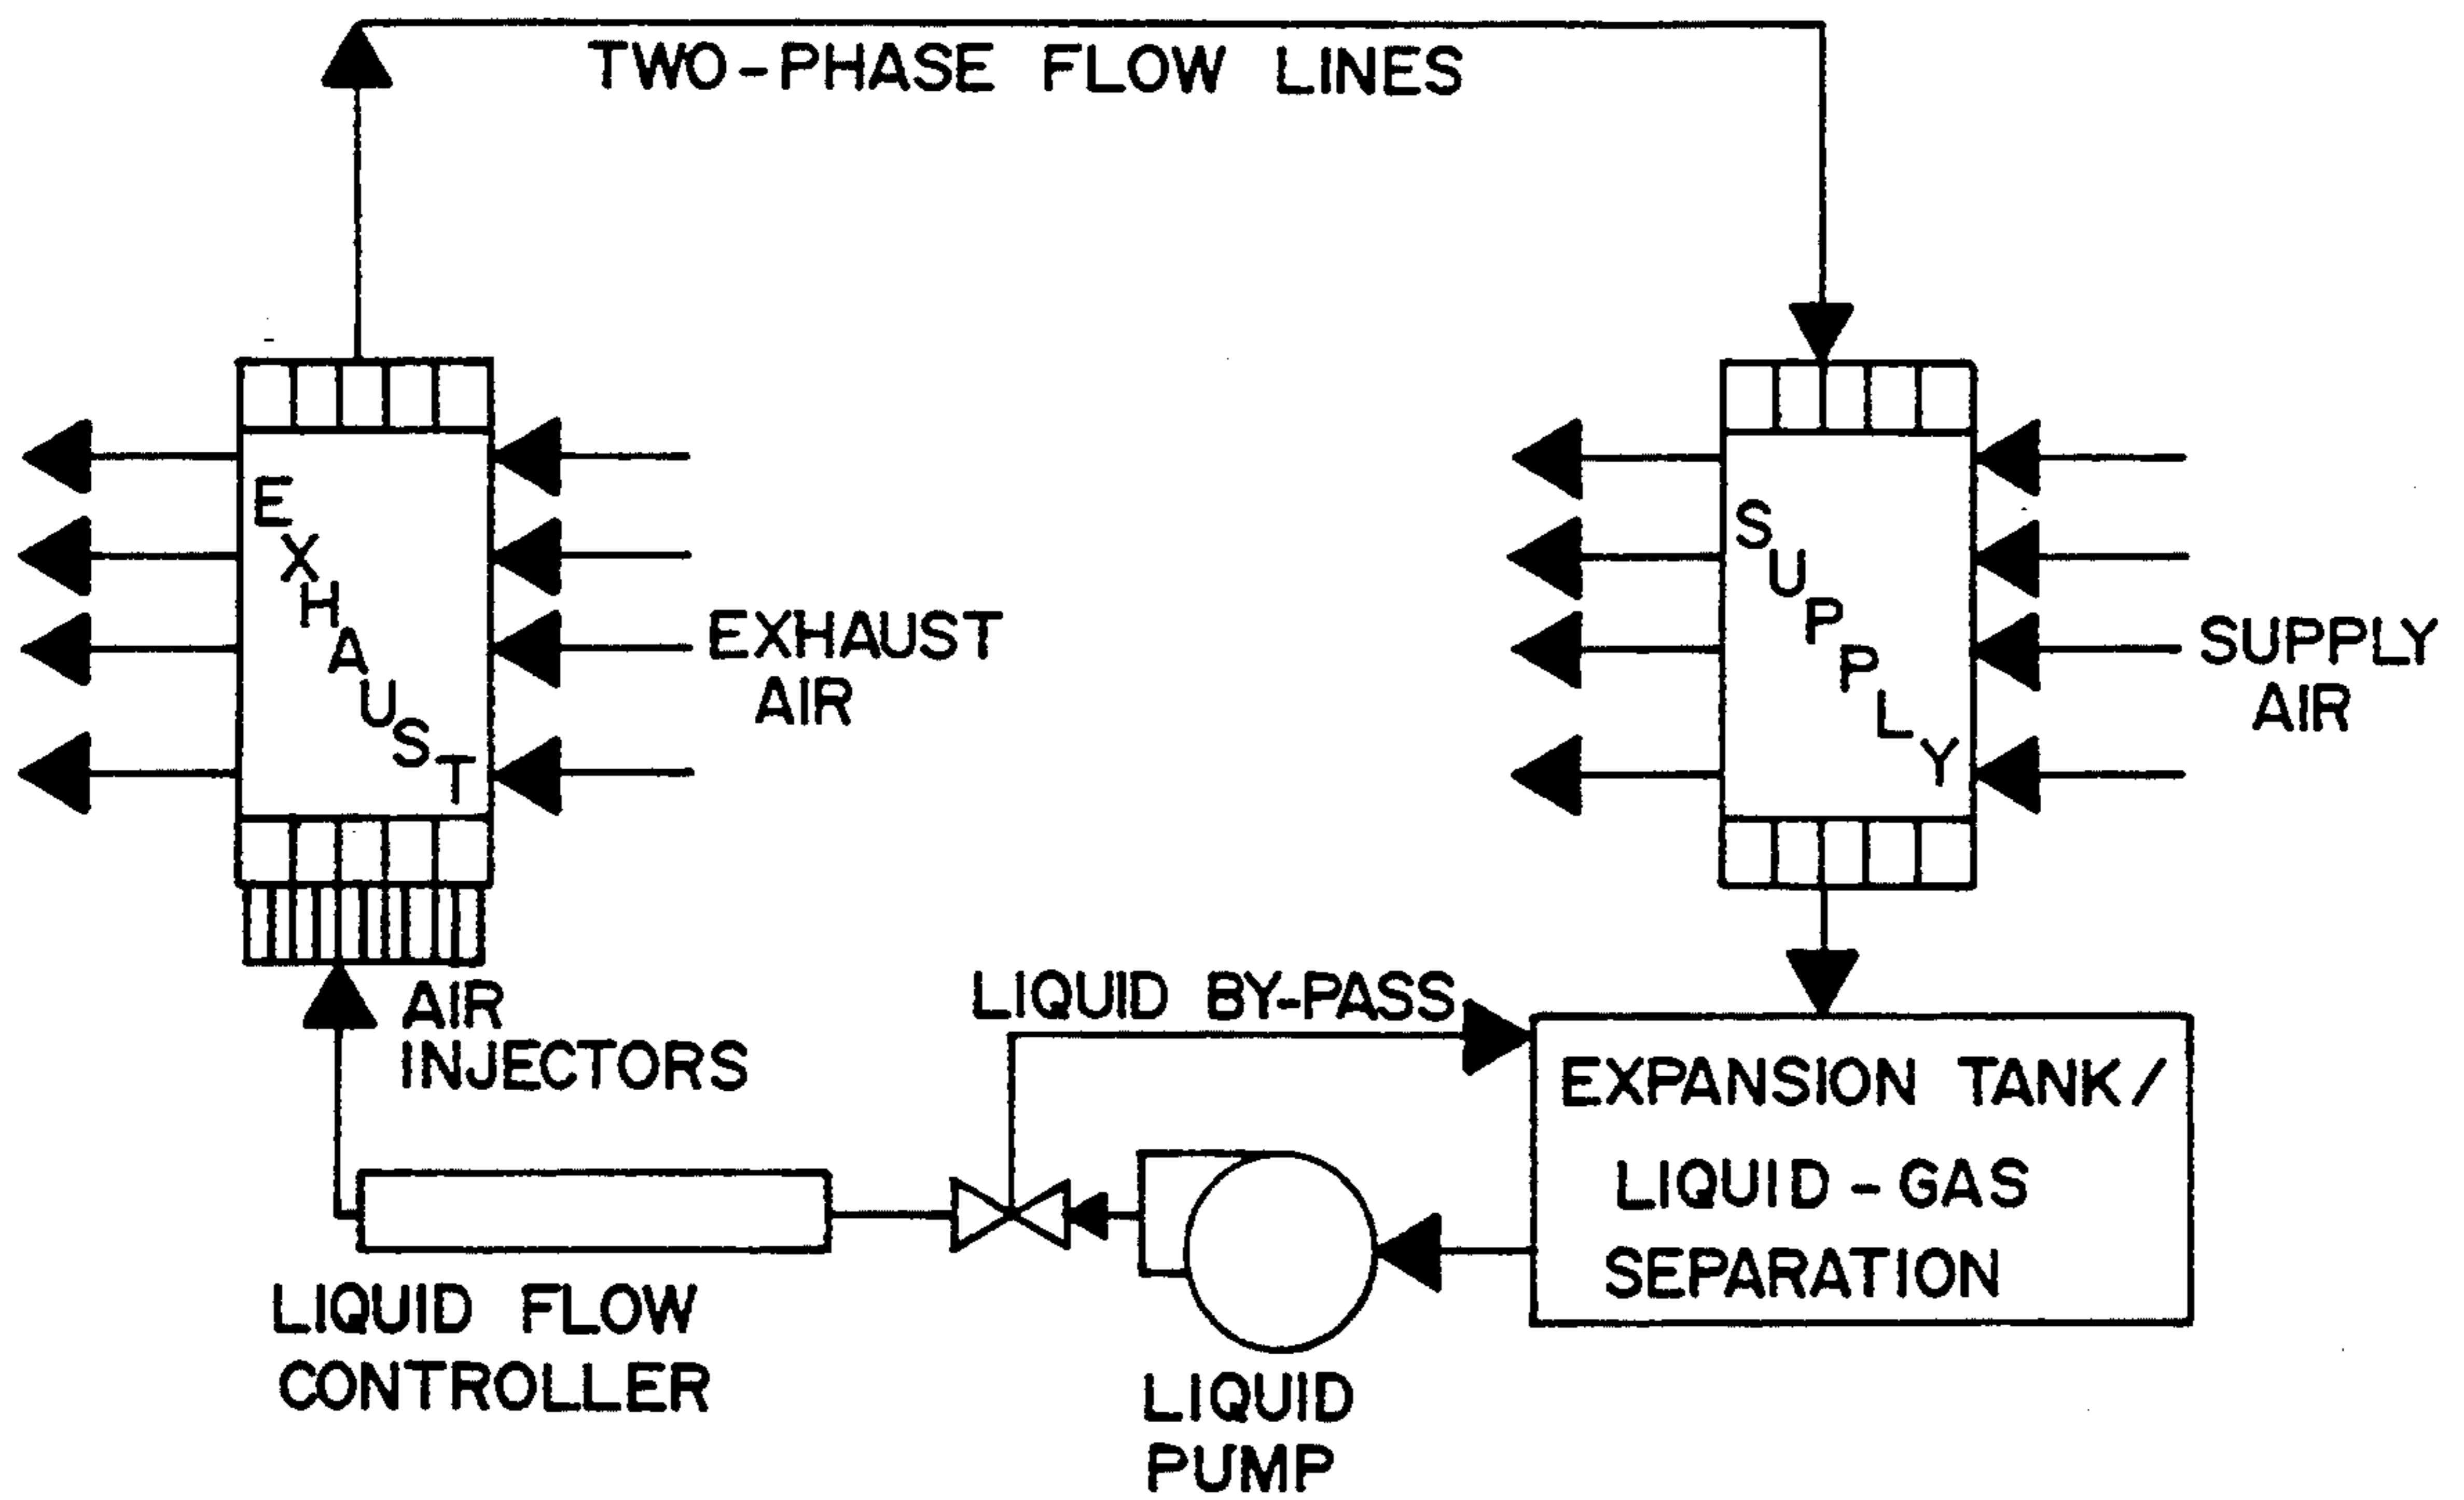 TWO-PHASE FLOW LINES
EXHAUST
EXHAUST
AIR
SUPPLY
SUPPLY
AIR
AIR
INJECTORS
LIQUID BY-PASS
EXPANSION TANK/
LIQUID-GAS
SEPARATION
LIQUID FLOW
CONTROLLER
LIQUID
PUMP